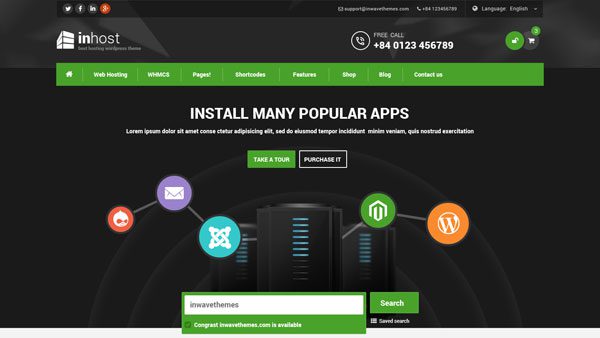 support@inwavethemes.com +84 0123456789 Language: English
inhost
best hosting wordpress theme
FREE CALL
+84 0123 456789
3
Web Hosting WHMCS Pages! Shortcodes Features Shop Blog Contact us
INSTALL MANY POPULAR APPS
Lorem ipsum dolor sit amet conse ctetur adipisicing elit, sed do eiusmod tempor incididunt minim veniam, quis nostrud exercitation
TAKE A TOUR PURCHASE IT
inwavethemes
Search
Congrast inwavethemes.com is available
Saved search